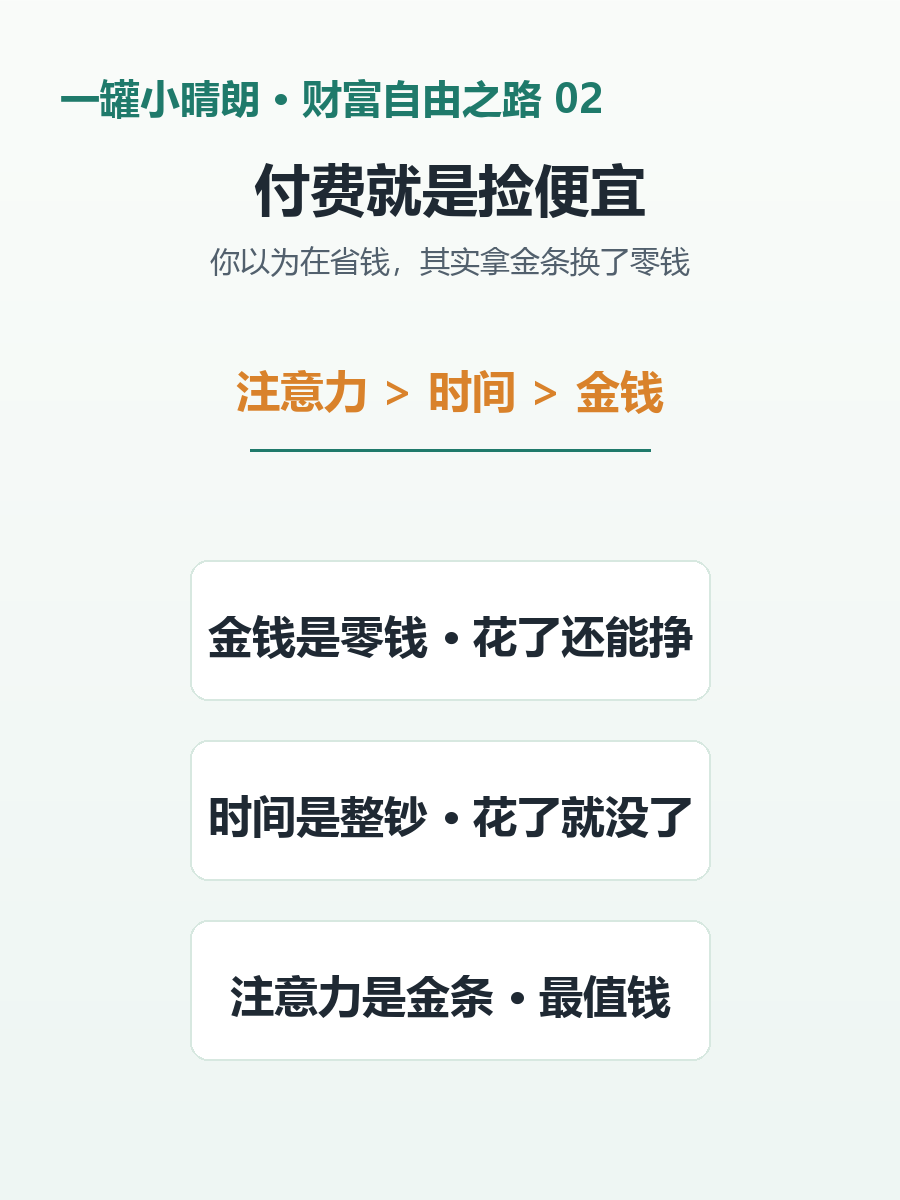 一罐小晴朗・财富自由之路 02
付费就是捡便宜
你以为在省钱，其实拿金条换了零钱
注意力 > 时间 > 金钱
金钱是零钱・花了还能挣
时间是整钞・花了就没了
注意力是金条・最值钱